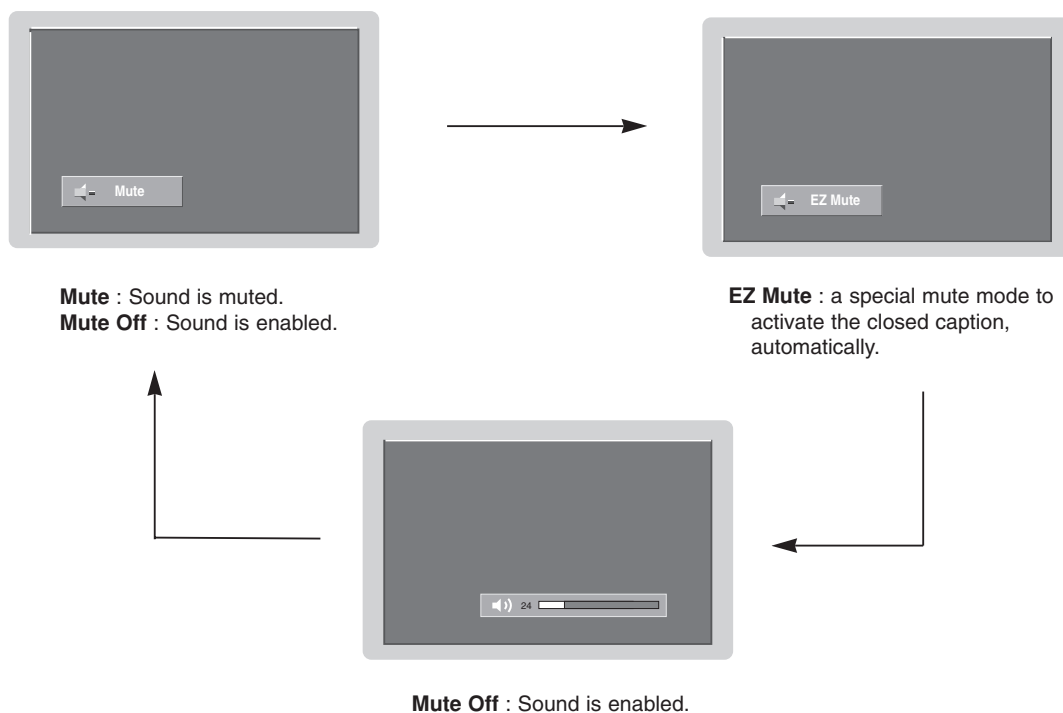 Mute
EZ Mute
Mute : Sound is muted.
Mute Off : Sound is enabled.
EZ Mute : a special mute mode to
activate the closed caption,
automatically.
24
Mute Off : Sound is enabled.